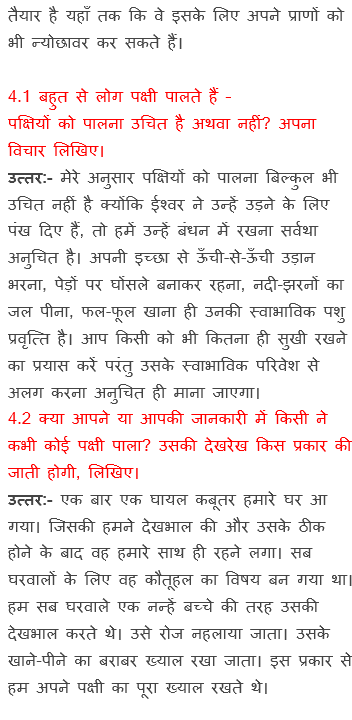 तैयार है यहाँ तक कि वे इसके लिए अपने प्राणों को
भी न्योछावर कर सकते हैं।
4.1 बहुत से लोग पक्षी पालते हैं -
पक्षियों को पालना उचित है अथवा नहीं? अपना
विचार लिखिए।
उत्तर:- मेरे अनुसार पक्षियों को पालना बिल्कुल भी
उचित नहीं है क्योंकि ईश्वर ने उन्हें उड़ने के लिए
पंख दिए हैं, तो हमें उन्हें बंधन में रखना सर्वथा
अनुचित है। अपनी इच्छा से ऊँची-से-ऊँची उड़ान
भरना, पेड़ों पर घोंसले बनाकर रहना, नदी-झरनों का
जल पीना, फल-फूल खाना ही उनकी स्वाभाविक पशु
प्रवृत्ति है। आप किसी को भी कितना ही सुखी रखने
का प्रयास करें परंतु उसके स्वाभाविक परिवेश से
अलग करना अनुचित ही माना जाएगा।
4.2 क्या आपने या आपकी जानकारी में किसी ने
कभी कोई पक्षी पाला? उसकी देखरेख किस प्रकार की
जाती होगी, लिखिए।
उत्तर:- एक बार एक घायल कबूतर हमारे घर आ
गया। जिसकी हमने देखभाल की और उसके ठीक
होने के बाद वह हमारे साथ ही रहने लगा। सब
घरवालों के लिए वह कौतूहल का विषय बन गया था।
हम सब घरवाले एक नन्हें बच्चे की तरह उसकी
देखभाल करते थे। उसे रोज नहलाया जाता। उसके
खाने-पीने का बराबर ख्याल रखा जाता। इस प्रकार से
हम अपने पक्षी का पूरा ख्याल रखते थे।